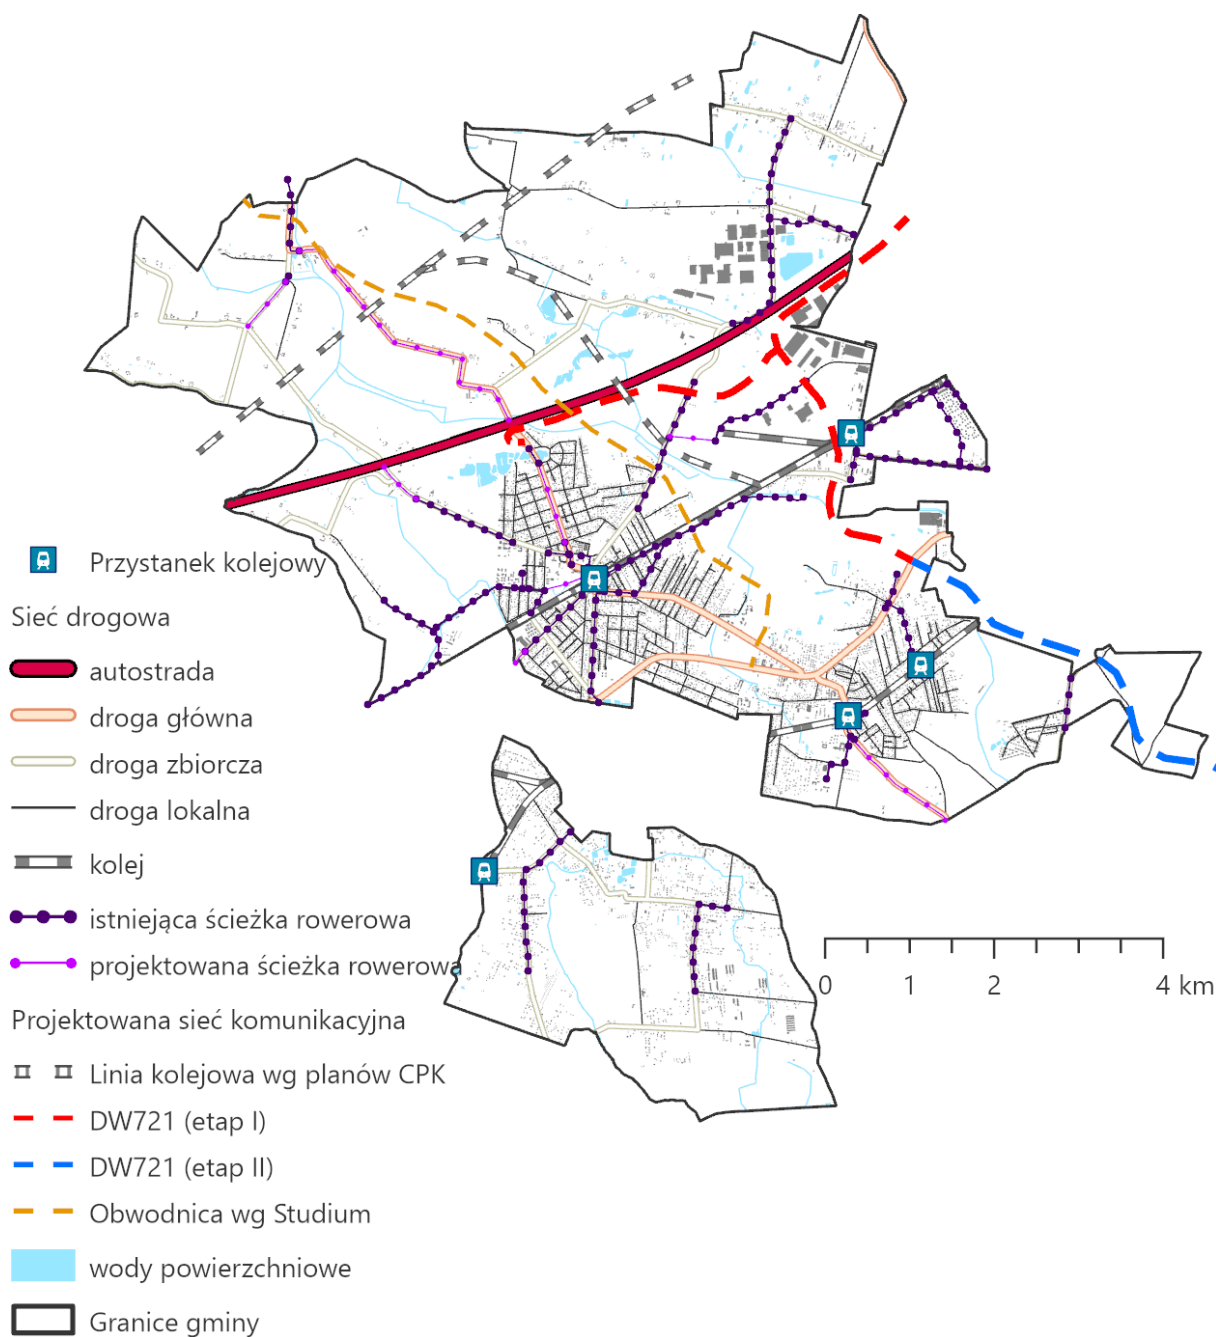 Przystanek kolejowy
Sieć drogowa
autostrada
droga główna
droga zbiorcza
droga lokalna
kolej
istniejąca ścieżka rowerowa
projektowana ścieżka rowerowa
Projektowana sieć komunikacyjna
Linia kolejowa wg planów CPK
DW721 (etap I)
DW721 (etap II)
Obwodnica wg Studium
wody powierzchniowe
Granice gminy
0 1 2 4 km